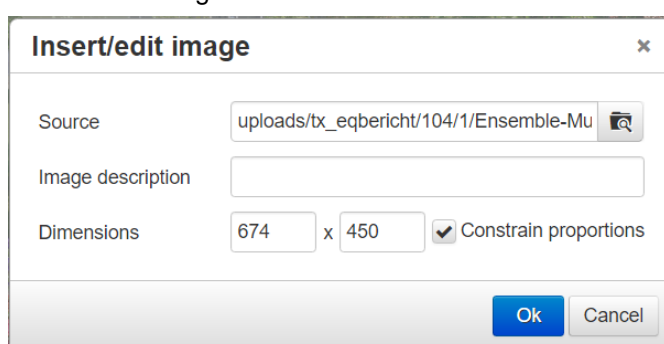 Insert/edit image ×
Source uploads/tx_eqbericht/104/1/Ensemble-Mu
Image description
Dimensions 674 x 450 Constrain proportions
Ok Cancel